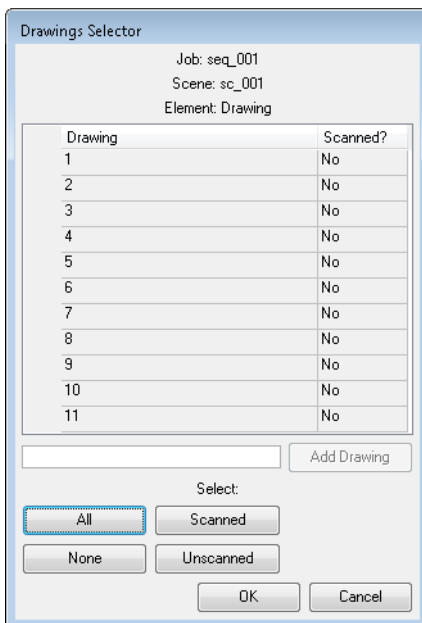 Drawings Selector
Job: seq_001
Scene: sc_001
Element: Drawing
Drawing Scanned?
1 No
2 No
3 No
4 No
5 No
6 No
7 No
8 No
9 No
10 No
11 No
Add Drawing
Select:
All Scanned
None Unscanned
OK Cancel